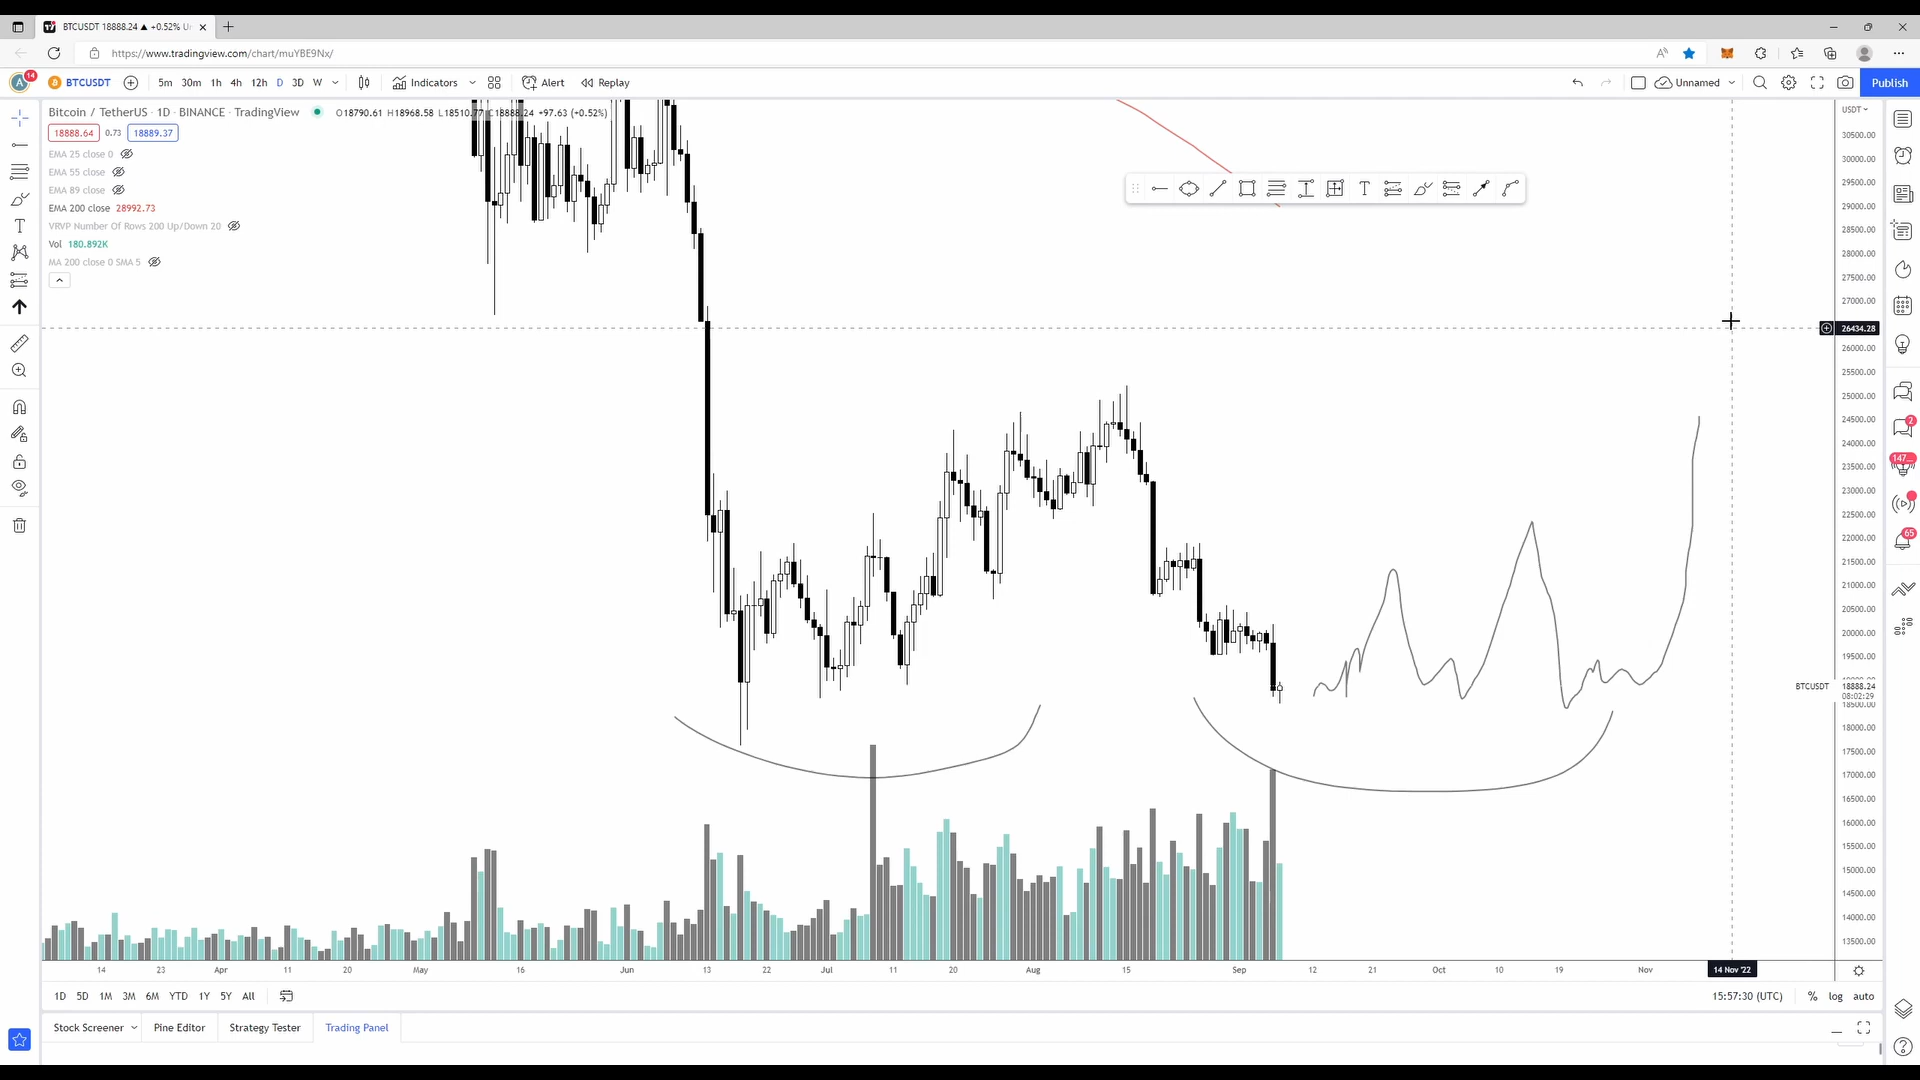 BTCUSDT 18888.24 ▲ +0.52% U
https://www.tradingview.com/chart/muYBE9Nx/
A 14 BTCUSDT 5m 30m 1h 4h 12h D 3D W Indicators Alert Replay Unnamed Publish
Bitcoin / TetherUS · 1D · BINANCE · TradingView O18790.61 H18968.58 L18510.77 C18888.24 +97.63 (+0.52%)
18888.64 0.73 18889.37
EMA 25 close 0
EMA 55 close
EMA 89 close
EMA 200 close 28992.73
VRVP Number Of Rows 200 Up/Down 20
Vol 180.892K
MA 200 close 0 SMA 5
USDT
30500.00
30000.00
29500.00
29000.00
28500.00
28000.00
27500.00
27000.00
26434.28
26000.00
25500.00
25000.00
24500.00
24000.00
23500.00
23000.00
22500.00
22000.00
21500.00
21000.00
20500.00
20000.00
19500.00
BTCUSDT 18888.24
08:02:29
18500.00
18000.00
17500.00
17000.00
16500.00
16000.00
15500.00
15000.00
14500.00
14000.00
13500.00
2
147...
65
14 23 Apr 11 20 May 16 Jun 13 22 Jul 11 20 Aug 15 Sep 12 21 Oct 10 19 Nov 14 Nov '22
1D 5D 1M 3M 6M YTD 1Y 5Y All 15:57:30 (UTC) % log auto
Stock Screener Pine Editor Strategy Tester Trading Panel